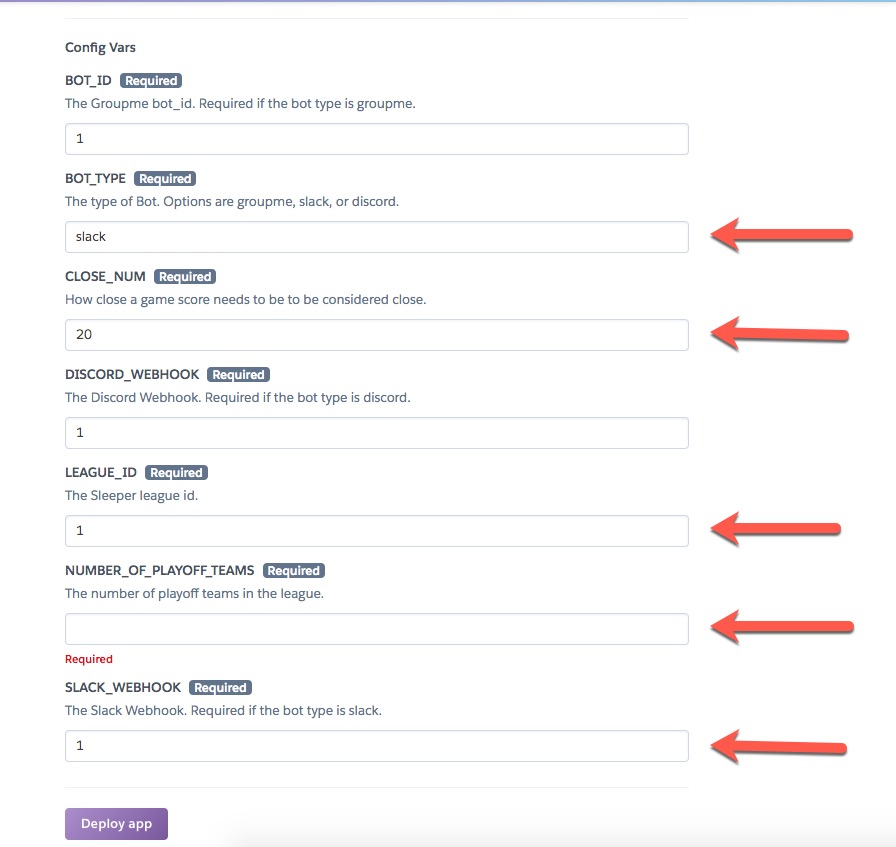 Config Vars
BOT_ID Required
The Groupme bot_id. Required if the bot type is groupme.
1
BOT_TYPE Required
The type of Bot. Options are groupme, slack, or discord.
slack
CLOSE_NUM Required
How close a game score needs to be to be considered close.
20
DISCORD_WEBHOOK Required
The Discord Webhook. Required if the bot type is discord.
1
LEAGUE_ID Required
The Sleeper league id.
1
NUMBER_OF_PLAYOFF_TEAMS Required
The number of playoff teams in the league.
Required
SLACK_WEBHOOK Required
The Slack Webhook. Required if the bot type is slack.
1
Deploy app